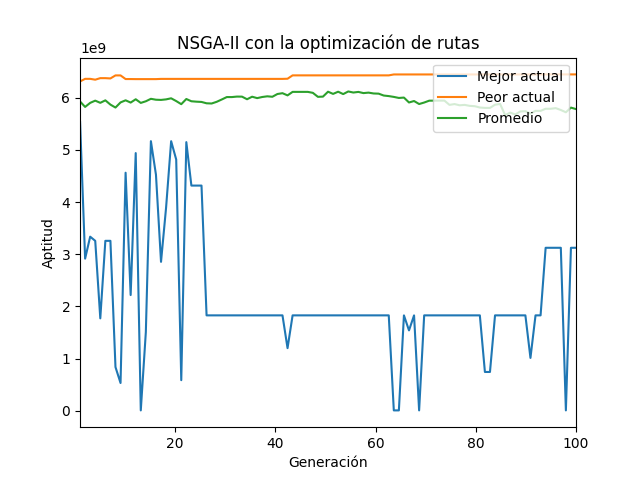 NSGA-II con la optimización de rutas
1e9
Mejor actual
Peor actual
Promedio
6
5
4
3
2
1
0
Aptitud
20
40
60
80
100
Generación